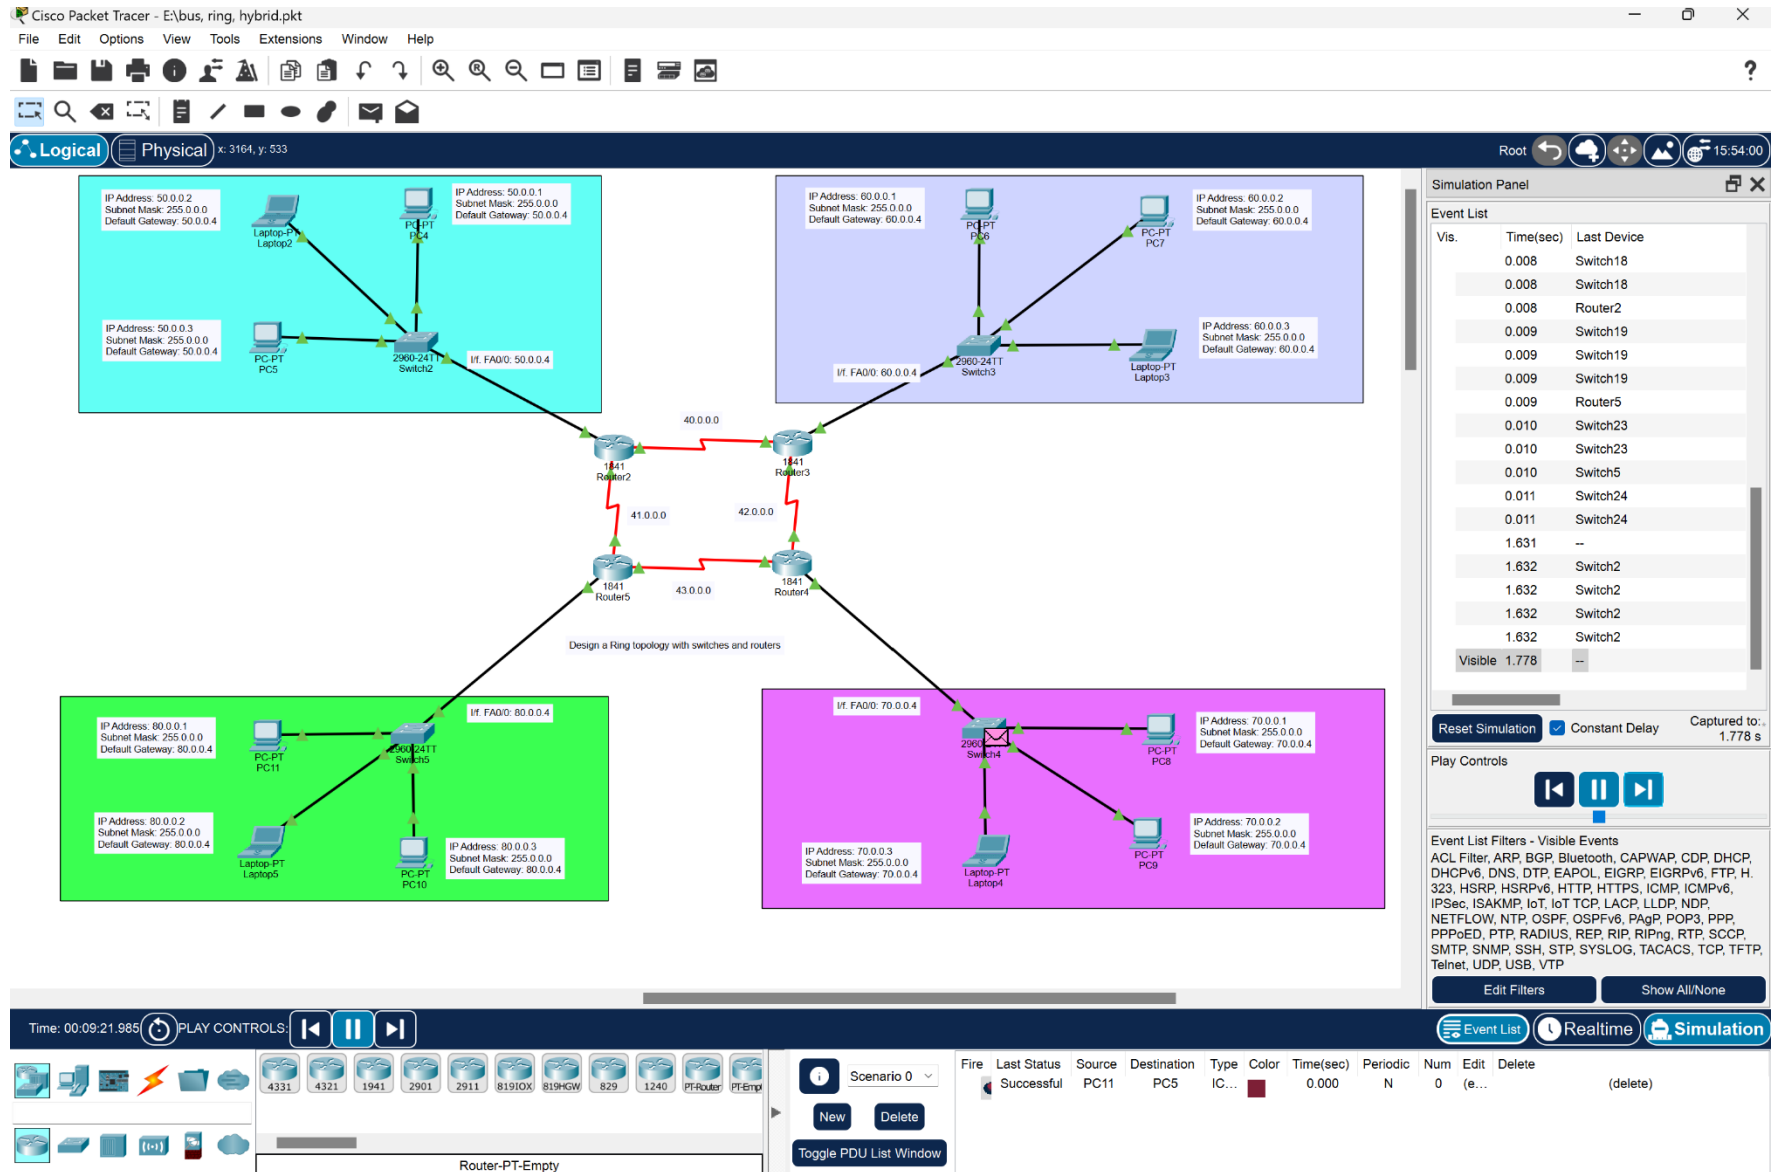 Cisco Packet Tracer - E:\bus, ring, hybrid.pkt
File Edit Options View Tools Extensions Window Help
?
Logical Physical x: 3164, y: 533
Root 15:54:00
IP Address: 50.0.0.2
Subnet Mask: 255.0.0.0
Default Gateway: 50.0.0.4
Laptop-PT
Laptop2
IP Address: 50.0.0.1
Subnet Mask: 255.0.0.0
Default Gateway: 50.0.0.4
PC-PT
PC4
IP Address: 50.0.0.3
Subnet Mask: 255.0.0.0
Default Gateway: 50.0.0.4
PC-PT
PC5
2960-24TT
Switch2
I/f. FA0/0: 50.0.0.4
IP Address: 60.0.0.1
Subnet Mask: 255.0.0.0
Default Gateway: 60.0.0.4
PC-PT
PC6
IP Address: 60.0.0.2
Subnet Mask: 255.0.0.0
Default Gateway: 60.0.0.4
PC-PT
PC7
IP Address: 60.0.0.3
Subnet Mask: 255.0.0.0
Default Gateway: 60.0.0.4
Laptop-PT
Laptop3
2960-24TT
Switch3
I/f. FA0/0: 60.0.0.4
40.0.0.0
1841
Router2
1841
Router3
41.0.0.0
42.0.0.0
1841
Router5
43.0.0.0
1841
Router4
Design a Ring topology with switches and routers
IP Address: 80.0.0.1
Subnet Mask: 255.0.0.0
Default Gateway: 80.0.0.4
PC-PT
PC11
I/f. FA0/0: 80.0.0.4
2960-24TT
Switch5
IP Address: 80.0.0.2
Subnet Mask: 255.0.0.0
Default Gateway: 80.0.0.4
Laptop-PT
Laptop5
PC-PT
PC10
IP Address: 80.0.0.3
Subnet Mask: 255.0.0.0
Default Gateway: 80.0.0.4
I/f. FA0/0: 70.0.0.4
2960
Switch4
PC-PT
PC8
IP Address: 70.0.0.1
Subnet Mask: 255.0.0.0
Default Gateway: 70.0.0.4
IP Address: 70.0.0.3
Subnet Mask: 255.0.0.0
Default Gateway: 70.0.0.4
Laptop-PT
Laptop4
PC-PT
PC9
IP Address: 70.0.0.2
Subnet Mask: 255.0.0.0
Default Gateway: 70.0.0.4
Simulation Panel
Event List
Vis. Time(sec) Last Device
0.008 Switch18
0.008 Switch18
0.008 Router2
0.009 Switch19
0.009 Switch19
0.009 Switch19
0.009 Router5
0.010 Switch23
0.010 Switch23
0.010 Switch5
0.011 Switch24
0.011 Switch24
1.631 --
1.632 Switch2
1.632 Switch2
1.632 Switch2
1.632 Switch2
Visible 1.778 --
Reset Simulation Constant Delay Captured to:
1.778 s
Play Controls
Event List Filters - Visible Events
ACL Filter, ARP, BGP, Bluetooth, CAPWAP, CDP, DHCP,
DHCPv6, DNS, DTP, EAPOL, EIGRP, EIGRPv6, FTP, H.
323, HSRP, HSRPv6, HTTP, HTTPS, ICMP, ICMPv6,
IPSec, ISAKMP, IoT, IoT TCP, LACP, LLDP, NDP,
NETFLOW, NTP, OSPF, OSPFv6, PAgP, POP3, PPP,
PPPoED, PTP, RADIUS, REP, RIP, RIPng, RTP, SCCP,
SMTP, SNMP, SSH, STP, SYSLOG, TACACS, TCP, TFTP,
Telnet, UDP, USB, VTP
Edit Filters Show All/None
Time: 00:09:21.985 PLAY CONTROLS:
Event List Realtime Simulation
4331 4321 1941 2901 2911 819IOX 819HGW 829 1240 PT-Router PT-Empt
Router-PT-Empty
Scenario 0
New Delete
Toggle PDU List Window
Fire Last Status Source Destination Type Color Time(sec) Periodic Num Edit Delete
Successful PC11 PC5 IC... 0.000 N 0 (e... (delete)